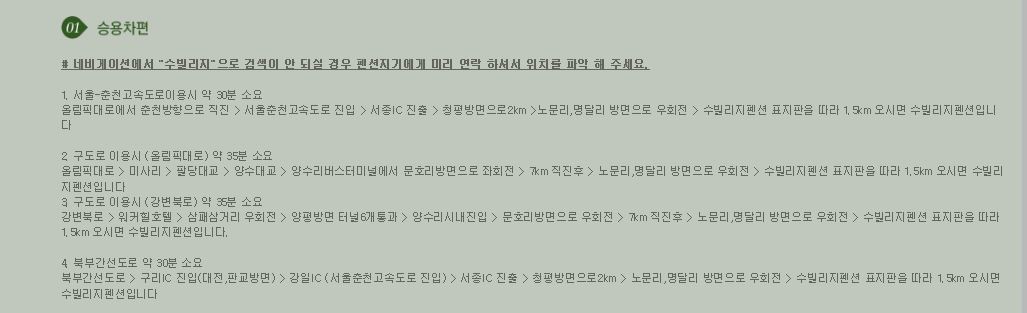 01 승용차편
# 네비게이션에서 "수빌리지"으로 검색이 안 되실 경우 펜션지기에게 미리 연락 하셔서 위치를 파악 해 주세요.
1. 서울-춘천고속도로이용시 약 30분 소요
올림픽대로에서 춘천방향으로 직진 > 서울춘천고속도로 진입 > 서종IC 진출 > 청평방면으로2km >노문리,명달리 방면으로 우회전 > 수빌리지펜션 표지판을 따라 1.5km 오시면 수빌리지펜션입니
다
2. 구도로 이용시 (올림픽대로) 약 35분 소요
올림픽대로 > 미사리 > 팔당대교 > 양수대교 > 양수리버스터미널에서 문호리방면으로 좌회전 > 7km 직진후 > 노문리,명달리 방면으로 우회전 > 수빌리지펜션 표지판을 따라 1.5km 오시면 수빌리
지펜션입니다
3. 구도로 이용시 (강변북로) 약 35분 소요
강변북로 > 워커힐호텔 > 삼패삼거리 우회전 > 양평방면 터널6개통과 > 양수리시내진입 > 문호리방면으로 우회전 > 7km 직진후 > 노문리,명달리 방면으로 우회전 > 수빌리지펜션 표지판을 따라
1.5km 오시면 수빌리지펜션입니다.
4. 북부간선도로 약 30분 소요
북부간선도로 > 구리IC 진입(대전,판교방면) > 강일IC (서울춘천고속도로 진입) > 서종IC 진출 > 청평방면으로2km > 노문리,명달리 방면으로 우회전 > 수빌리지펜션 표지판을 따라 1.5km 오시면
수빌리지펜션입니다